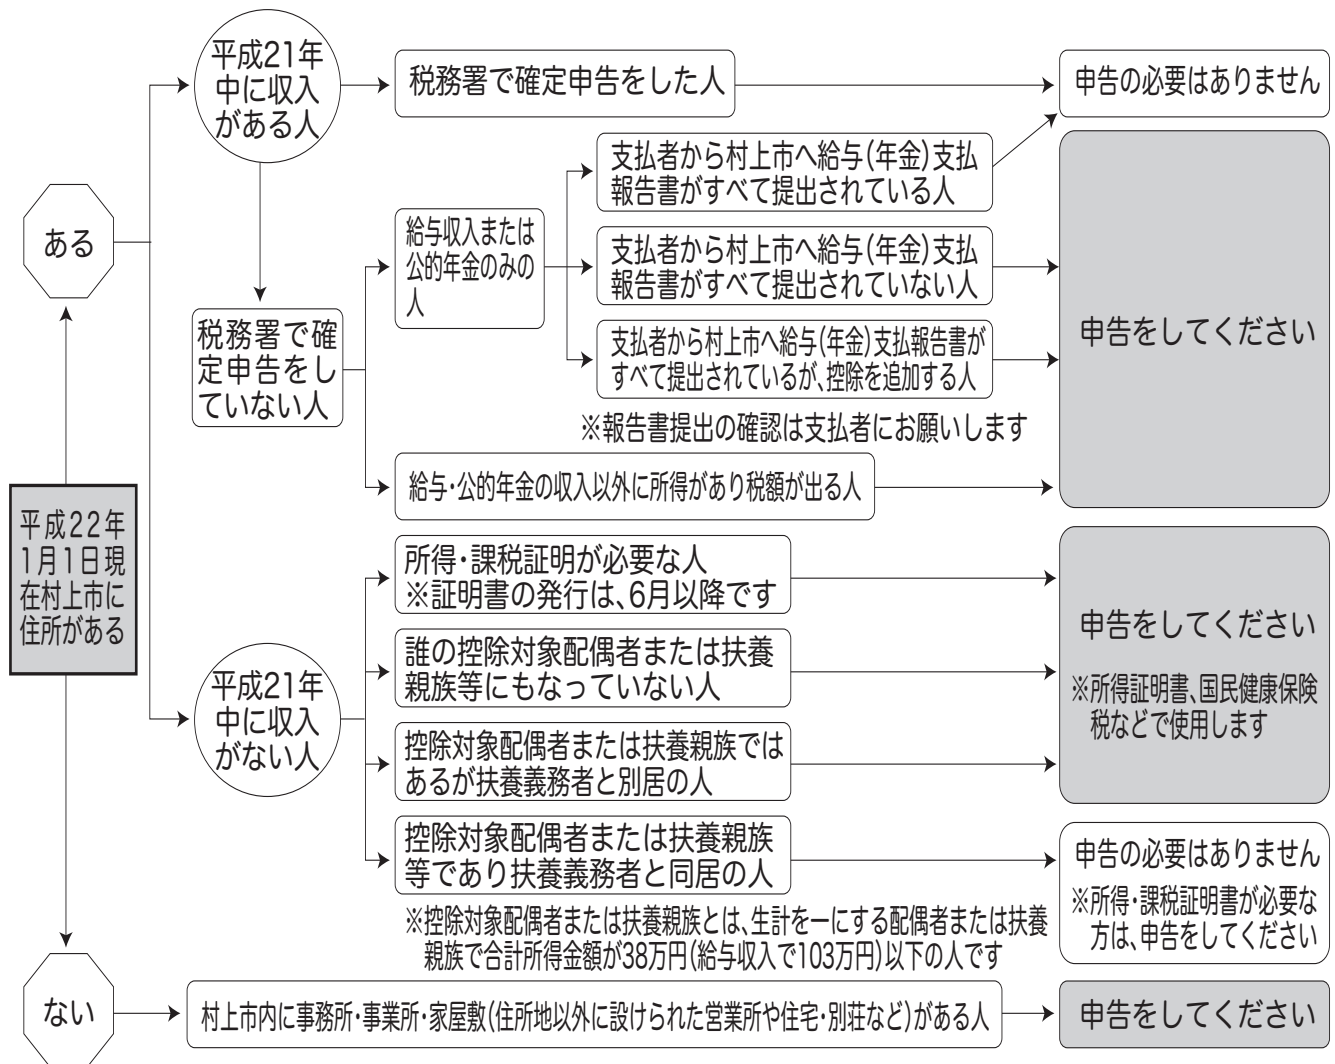 平成22年
1月1日現
在村上市に
住所がある
ある
平成21年
中に収入
がある人
税務署で確定申告をした人
申告の必要はありません
税務署で確
定申告をし
ていない人
給与収入または
公的年金のみの
人
支払者から村上市へ給与(年金)支払
報告書がすべて提出されている人
支払者から村上市へ給与(年金)支払
報告書がすべて提出されていない人
支払者から村上市へ給与(年金)支払報告書が
すべて提出されているが、控除を追加する人
※報告書提出の確認は支払者にお願いします
給与・公的年金の収入以外に所得があり税額が出る人
申告をしてください
平成21年
中に収入
がない人
所得・課税証明が必要な人
※証明書の発行は、6月以降です
誰の控除対象配偶者または扶養
親族等にもなっていない人
控除対象配偶者または扶養親族では
あるが扶養義務者と別居の人
申告をしてください
※所得証明書、国民健康保険
税などで使用します
控除対象配偶者または扶養親族
等であり扶養義務者と同居の人
申告の必要はありません
※所得・課税証明書が必要な
方は、申告をしてください
※控除対象配偶者または扶養親族とは、生計を一にする配偶者または扶養
親族で合計所得金額が38万円(給与収入で103万円)以下の人です
ない
村上市内に事務所・事業所・家屋敷(住所地以外に設けられた営業所や住宅・別荘など)がある人
申告をしてください